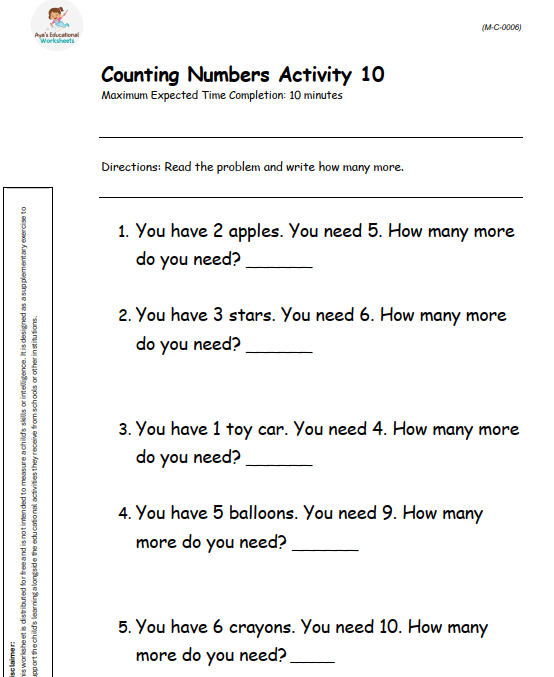 Aya's Educational
Worksheets
(M-C-0006)
Counting Numbers Activity 10
Maximum Expected Time Completion: 10 minutes
Directions: Read the problem and write how many more.
1. You have 2 apples. You need 5. How many more
do you need? ______
2. You have 3 stars. You need 6. How many more
do you need? ______
3. You have 1 toy car. You need 4. How many more
do you need? ______
4. You have 5 balloons. You need 9. How many
more do you need? ______
5. You have 6 crayons. You need 10. How many
more do you need? ____
sclaimer:
is worksheet is distributed for free and is not intended to measure a child's skills or intelligence. It is designed as a supplementary exercise to
pport the child's learning alongside the educational activities they receive from schools or other institutions.